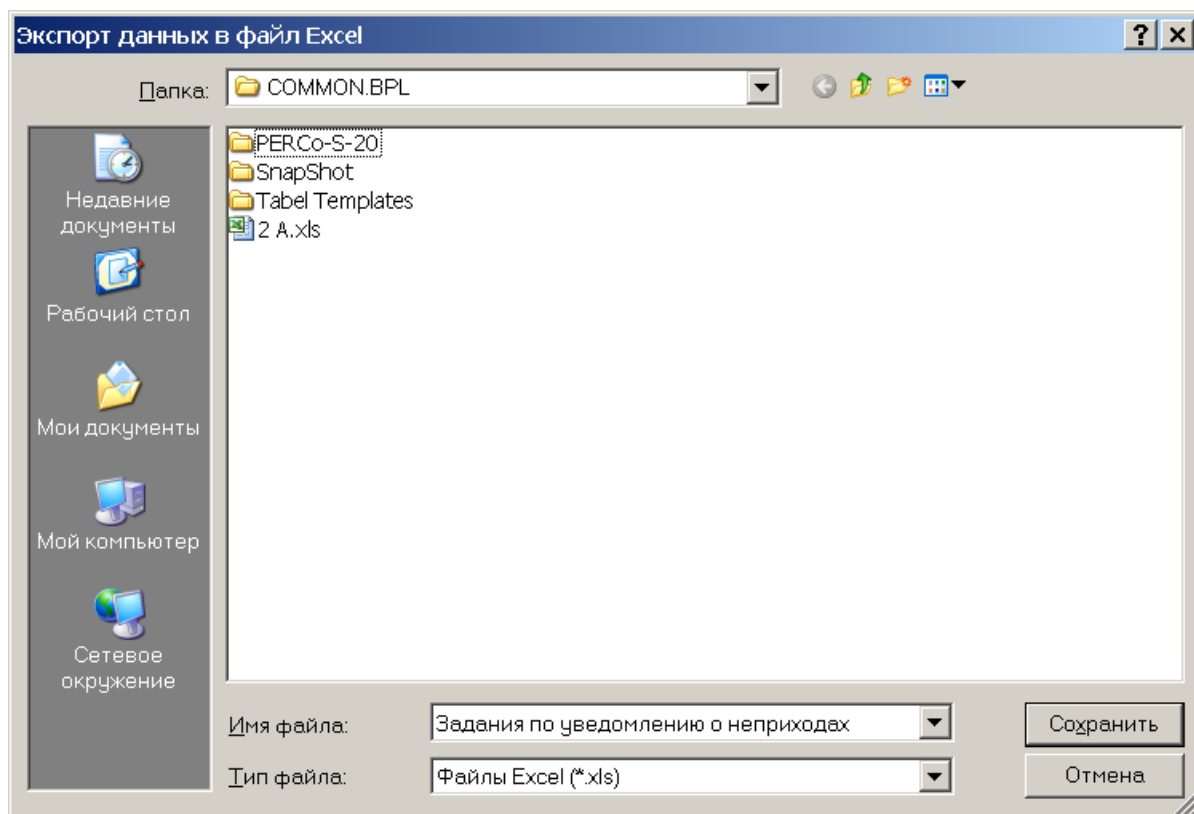 Экспорт данных в файл Excel
Папка: COMMON.BPL
PERCo-S-20
SnapShot
Tabel Templates
2 A.xls
Недавние
документы
Рабочий стол
Мои документы
Мой компьютер
Сетевое
окружение
Имя файла: Задания по уведомлению о неприходах Сохранить
Тип файла: Файлы Excel (*.xls) Отмена